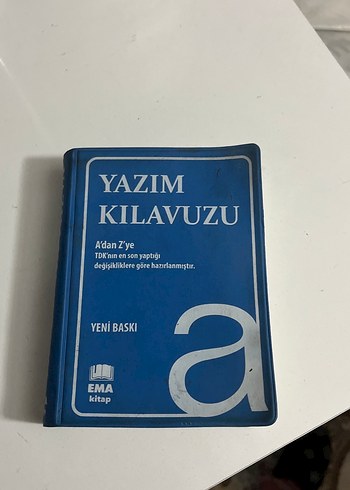 YAZIM
KILAVUZU
A'dan Z'ye
TDK'nın en son yaptığı
değişikliklere göre hazırlanmıştır.
YENİ BASKI
a
EMA
kitap